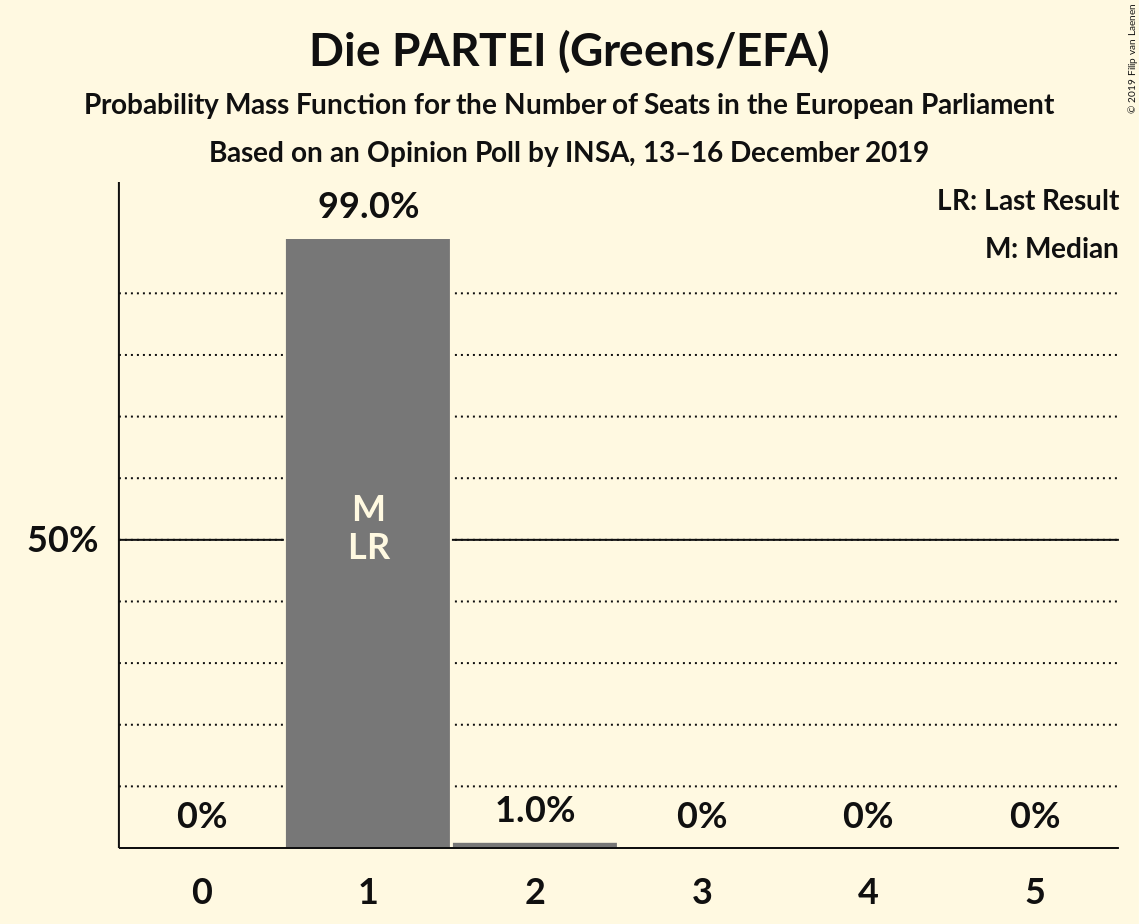 Die PARTEI (Greens/EFA)
Probability Mass Function for the Number of Seats in the European Parliament
Based on an Opinion Poll by INSA, 13–16 December 2019
© 2019 Filip van Laenen
LR: Last Result
M: Median
99.0%
M
LR
50%
0%
1.0%
0%
0%
0%
0
1
2
3
4
5